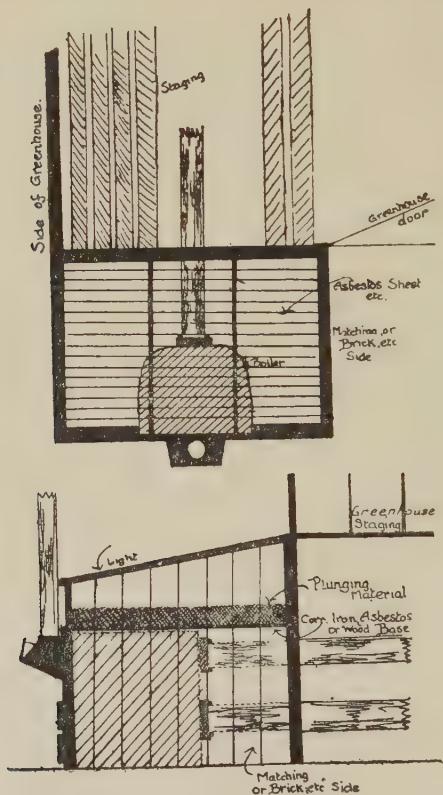 Side of Greenhouse.
Staging
Greenhouse
door
Asbestos Sheet
etc.
Matching or
Brick, etc
Side
Boiler
Greenhouse
Staging
Light
Plunging
Material
Corr. Iron, Asbestos
or Wood Base
Matching
or Brick, etc Side